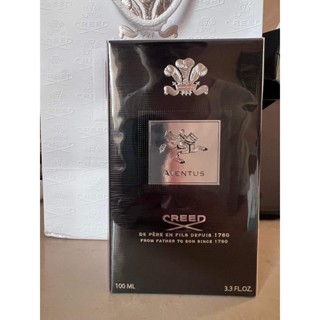 ALENTUS
CREED
DE PÈRE EN FILS DEPUIS 1760
FROM FATHER TO SON SINCE 1760
100 ML
3.3 FL.OZ.